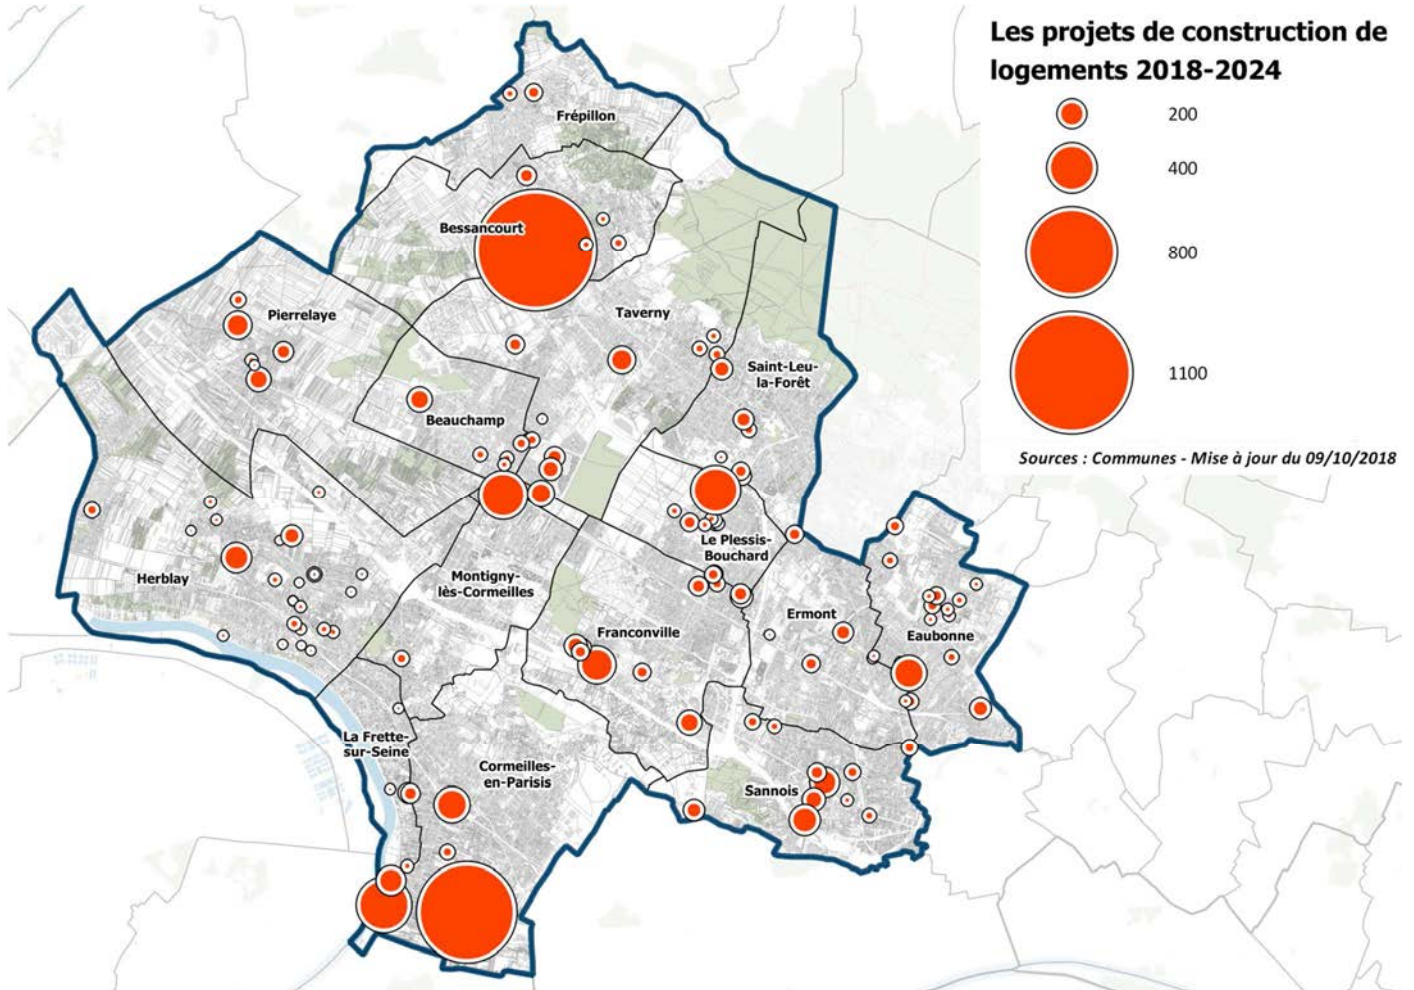 Les projets de construction de
logements 2018-2024
200
400
800
1100
Sources : Communes - Mise à jour du 09/10/2018
Frépillon
Bessancourt
Taverny
Pierrelaye
Saint-Leu-
la-Forêt
Beauchamp
Le Plessis-
Bouchard
Herblay
Montigny-
lès-Cormeilles
Franconville
Ermont
Eaubonne
La Frette-
sur-Seine
Cormeilles-
en-Parisis
Sannois